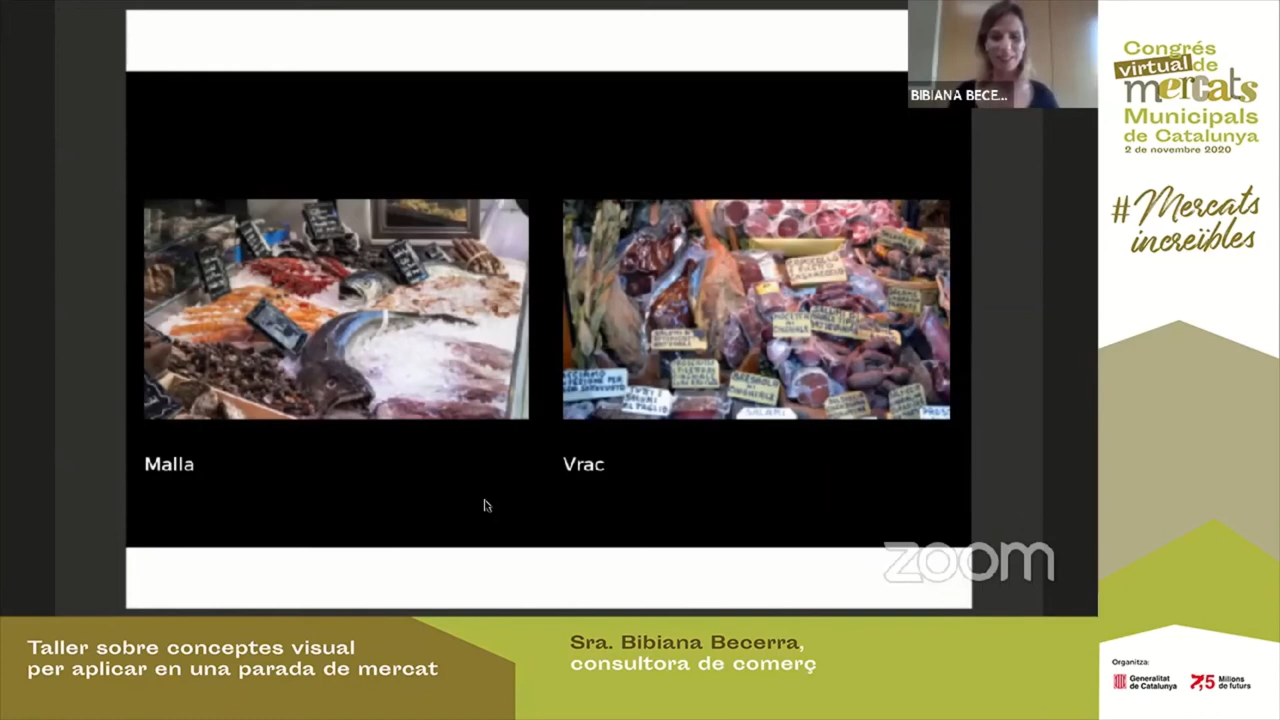 BIBIANA BECE...
Congrés
virtual de
mercats
Municipals
de Catalunya
2 de novembre 2020
#Mercats
increïbles
Malla
Vrac
SALAMI
zoom
Taller sobre conceptes visual
per aplicar en una parada de mercat
Sra. Bibiana Becerra,
consultora de comerç
Organitza:
Generalitat
de Catalunya
7,5 Milions
de futurs